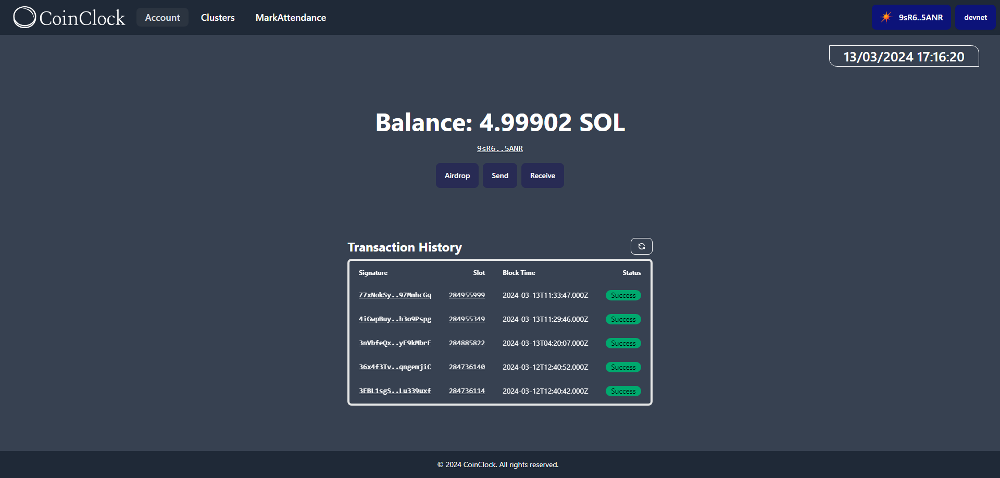 CoinClock
Account Clusters MarkAttendance
9sR6..5ANR devnet
13/03/2024 17:16:20
Balance: 4.99902 SOL
9sR6..5ANR
Airdrop Send Receive
Transaction History
Signature Slot Block Time Status
Z7xNokSy..9ZMmhcGq 284955999 2024-03-13T11:33:47.000Z Success
4iGwpBuy..h3o9Pspg 284955349 2024-03-13T11:29:46.000Z Success
3nVbfeQx..yE9kMbrF 284885822 2024-03-13T04:20:07.000Z Success
36x4f3Tv..qngemjiC 284736140 2024-03-12T12:40:52.000Z Success
3EBL1sgS..Lu339uxf 284736114 2024-03-12T12:40:42.000Z Success
© 2024 CoinClock. All rights reserved.